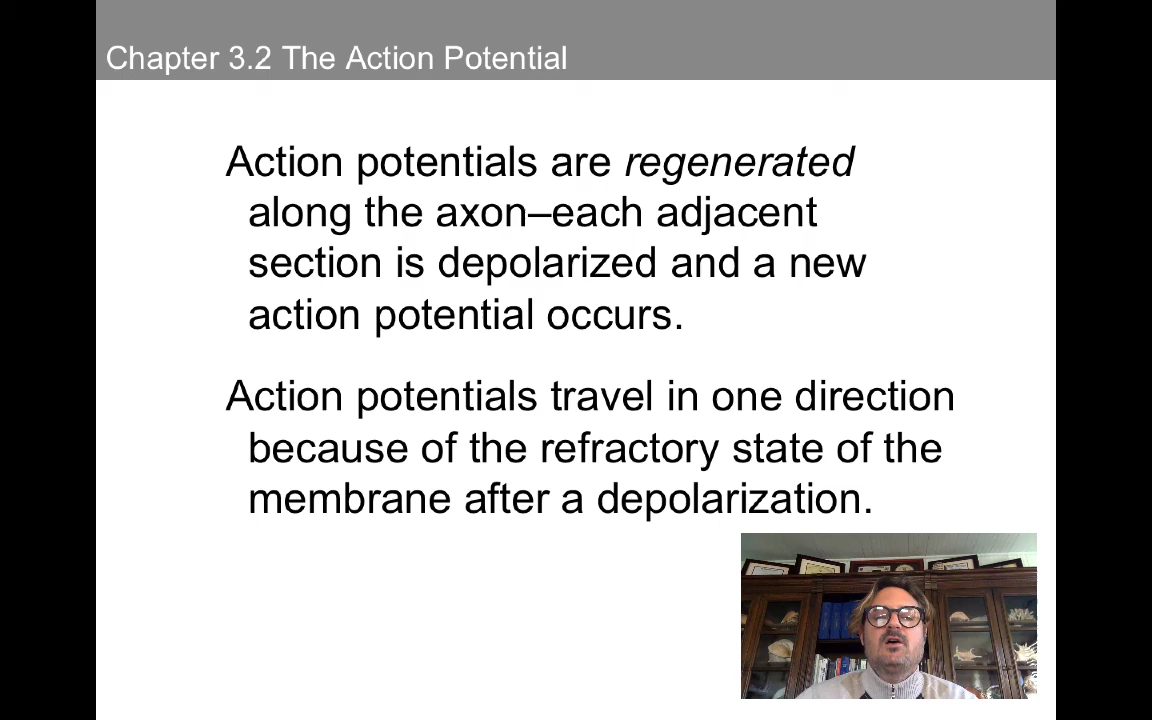 Chapter 3.2 The Action Potential
Action potentials are regenerated
along the axon–each adjacent
section is depolarized and a new
action potential occurs.
Action potentials travel in one direction
because of the refractory state of the
membrane after a depolarization.